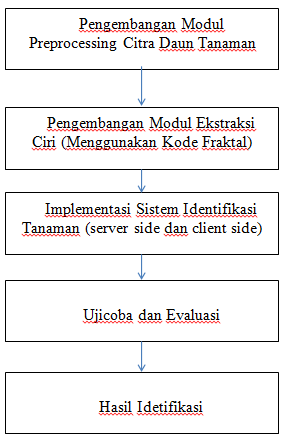 Pengembangan Modul
Preprocessing Citra Daun Tanaman
Pengembangan Modul Ekstraksi
Ciri (Menggunakan Kode Fraktal)
Implementasi Sistem Identifikasi
Tanaman (server side dan client side)
Ujicoba dan Evaluasi
Hasil Idetifikasi